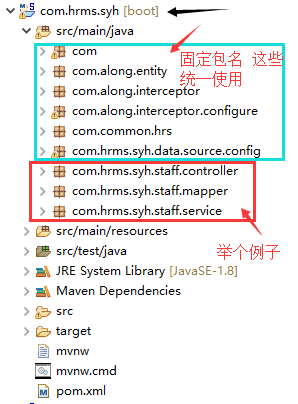 com.hrms.syh [boot]
src/main/java
com
固定包名 这些
统一使用
com.along.entity
com.along.interceptor
com.along.interceptor.configure
com.common.hrs
com.hrms.syh.data.source.config
com.hrms.syh.staff.controller
com.hrms.syh.staff.mapper
com.hrms.syh.staff.service
src/main/resources
举个例子
src/test/java
JRE System Library [JavaSE-1.8]
Maven Dependencies
src
target
mvnw
mvnw.cmd
pom.xml